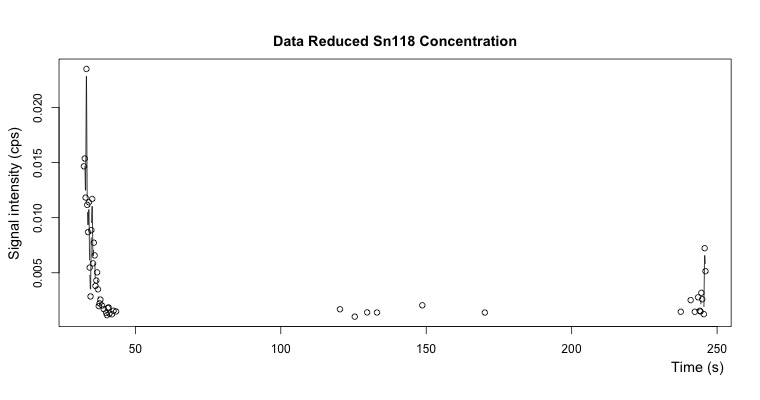 Data Reduced Sn118 Concentration
Signal intensity (cps)
0.020
0.015
0.010
0.005
50 100 150 200 250
Time (s)